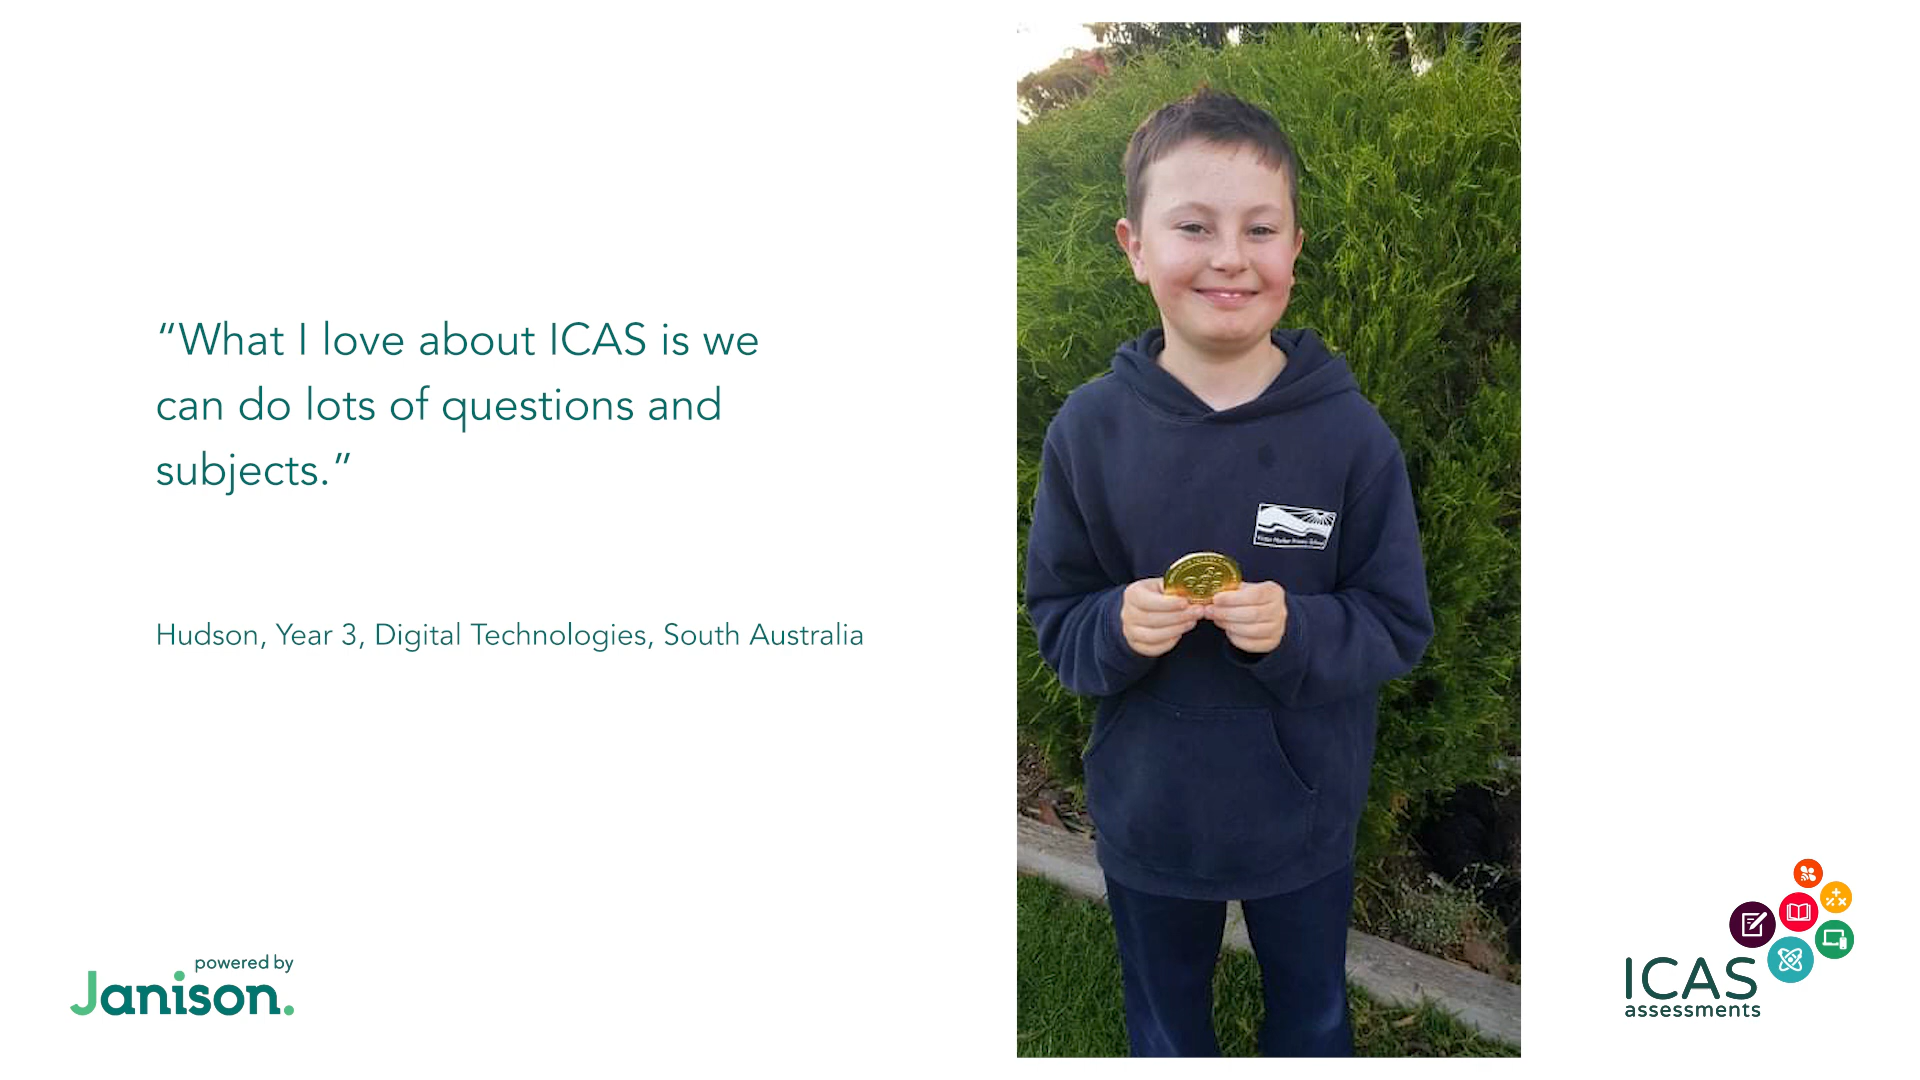 “What I love about ICAS is we
can do lots of questions and
subjects.”
Hudson, Year 3, Digital Technologies, South Australia
powered by
Janison.
ICAS
assessments